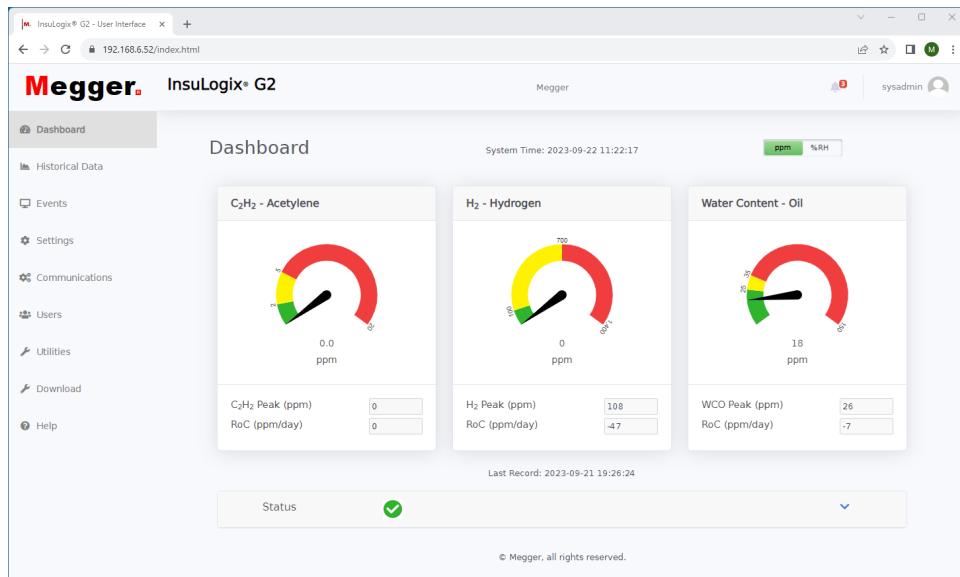 M. InsuLogix® G2 - User Interface
192.168.6.52/index.html
M
Megger.
InsuLogix® G2
Megger
3
sysadmin
Dashboard
Historical Data
Events
Settings
Communications
Users
Utilities
Download
Help
Dashboard
System Time: 2023-09-22 11:22:17
ppm %RH
C₂H₂ - Acetylene
2
5
20
0.0
ppm
C₂H₂ Peak (ppm) 0
RoC (ppm/day) 0
H₂ - Hydrogen
100
700
1,400
0
ppm
H₂ Peak (ppm) 108
RoC (ppm/day) -47
Water Content - Oil
25
35
150
18
ppm
WCO Peak (ppm) 26
RoC (ppm/day) -7
Last Record: 2023-09-21 19:26:24
Status
© Megger, all rights reserved.